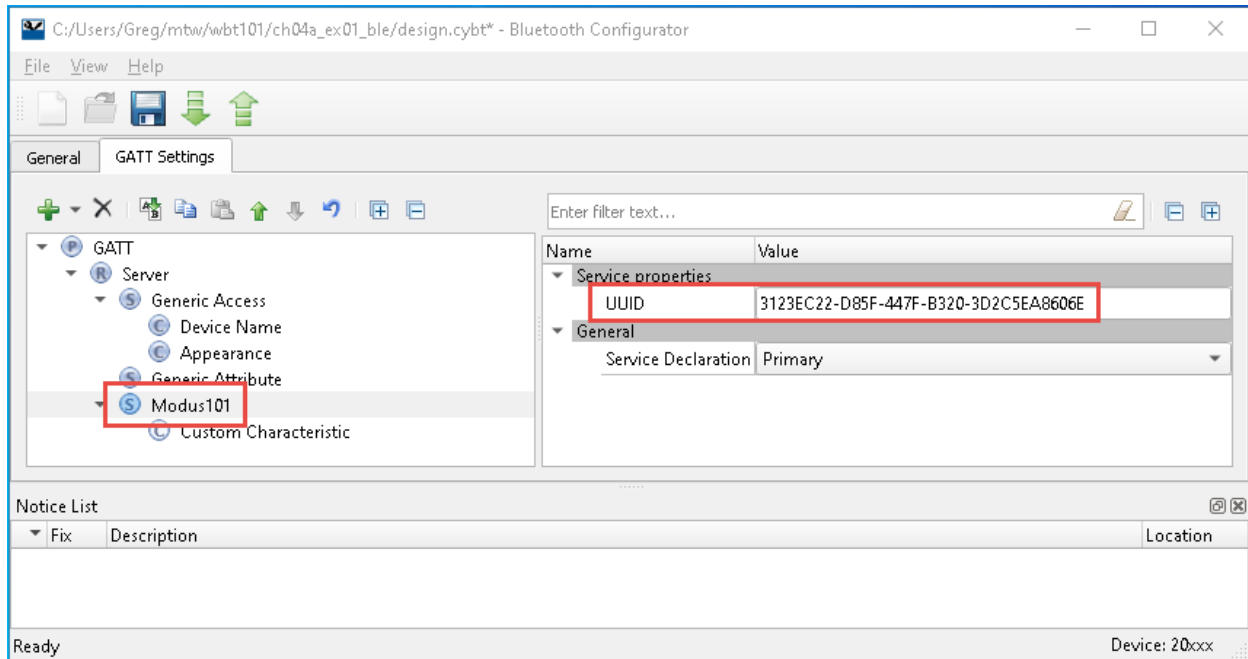 C:/Users/Greg/mtw/wbt101/ch04a_ex01_ble/design.cybt* - Bluetooth Configurator
File View Help
General GATT Settings
Enter filter text...
GATT
Server
Generic Access
Device Name
Appearance
Generic Attribute
Modus101
Custom Characteristic
Name Value
Service properties
UUID 3123EC22-D85F-447F-B320-3D2C5EA8606E
General
Service Declaration Primary
Notice List
Fix Description Location
Ready Device: 20xxx